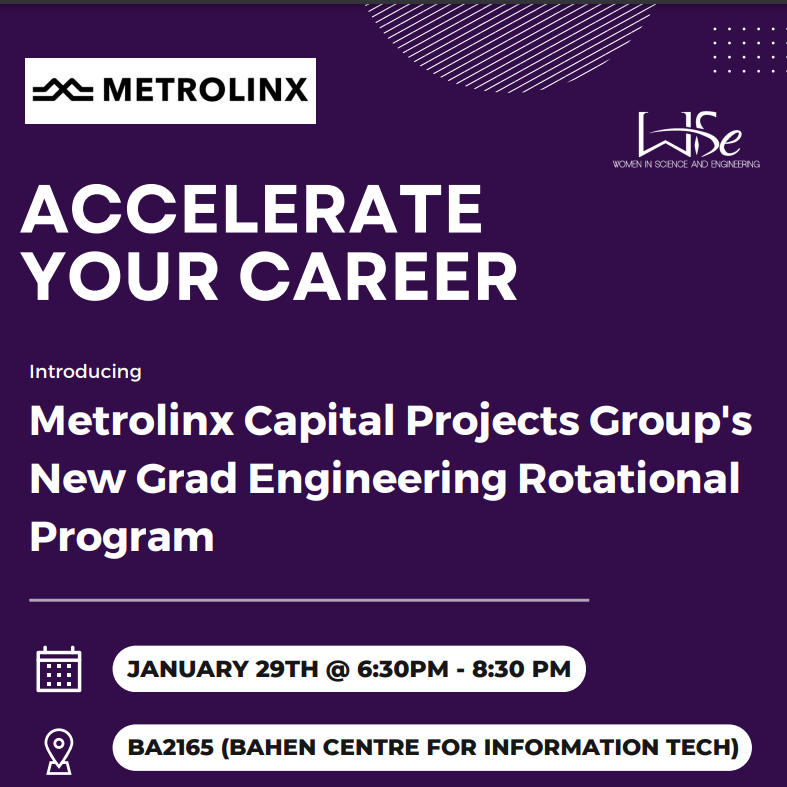 METROLINX
WISe
WOMEN IN SCIENCE AND ENGINEERING
ACCELERATE
YOUR CAREER
Introducing
Metrolinx Capital Projects Group's
New Grad Engineering Rotational
Program
JANUARY 29TH @ 6:30PM - 8:30 PM
BA2165 (BAHEN CENTRE FOR INFORMATION TECH)